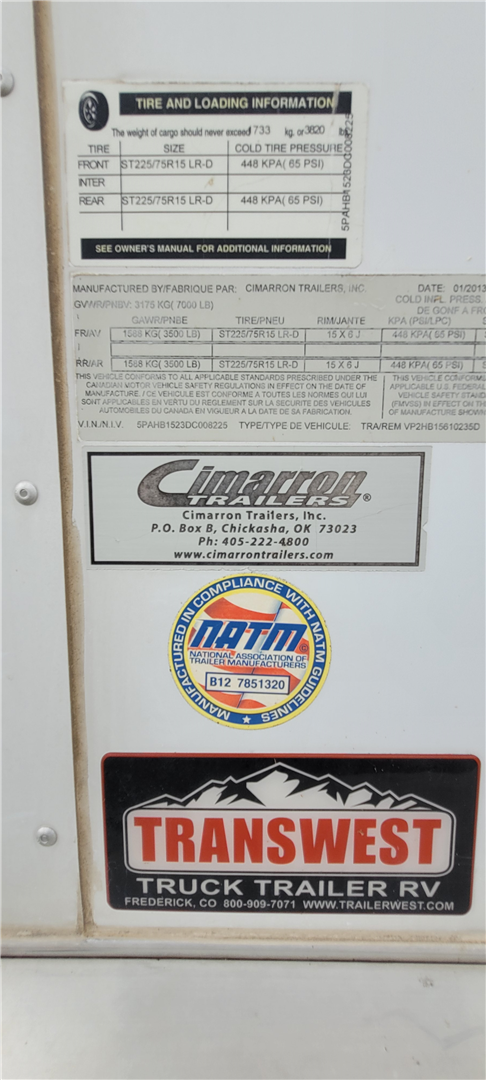 TIRE AND LOADING INFORMATION
The weight of cargo should never exceed 1733 kg. or 3820 lbs
TIRE SIZE COLD TIRE PRESSURE
FRONT ST225/75R15 LR-D 448 KPA( 65 PSI)
INTER
REAR ST225/75R15 LR-D 448 KPA( 65 PSI)
5PAHB1523DC008225
SEE OWNER'S MANUAL FOR ADDITIONAL INFORMATION
MANUFACTURED BY/FABRIQUE PAR: CIMARRON TRAILERS, INC. DATE: 01/2013
GVWR/PNBV: 3175 KG( 7000 LB) COLD INFL. PRESS.
DE GONF A FR
GAWR/PNBE TIRE/PNEU RIM/JANTE KPA (PSI/LPC)
FR/AV 1588 KG( 3500 LB) ST225/75R15 LR-D 15 X 6 J 448 KPA( 65 PSI)
RR/AR 1588 KG( 3500 LB) ST225/75R15 LR-D 15 X 6 J 448 KPA( 65 PSI)
THIS VEHICLE CONFORMS TO ALL APPLICABLE STANDARDS PRESCRIBED UNDER THE
CANADIAN MOTOR VEHICLE SAFETY REGULATIONS IN EFFECT ON THE DATE OF
MANUFACTURE. / CE VEHICULE EST CONFORME A TOUTES LES NORMES QUI LUI
SONT APPLICABLES EN VERTU DU REGLEMENT SUR LA SECURITE DES VEHICULES
AUTOMOBILES DU CANADA EN VIGUEUR A LA DATE DE SA FABRICATION.
THIS VEHICLE CONFORMS
APPLICABLE U.S. FEDERAL
VEHICLE SAFETY STAND
(FMVSS) IN EFFECT ON TH
OF MANUFACTURE SHOWN
V.I.N./N.I.V. 5PAHB1523DC008225 TYPE/TYPE DE VEHICULE: TRA/REM VP2HB15610235D
Cimarron
TRAILERS®
Cimarron Trailers, Inc.
P.O. Box B, Chickasha, OK 73023
Ph: 405-222-4800
www.cimarrontrailers.com
MANUFACTURED IN COMPLIANCE WITH NATM GUIDELINES
NATM©
NATIONAL ASSOCIATION OF
TRAILER MANUFACTURERS
B12 7851320
TRANSWEST
TRUCK TRAILER RV
FREDERICK, CO 800-909-7071 WWW.TRAILERWEST.COM